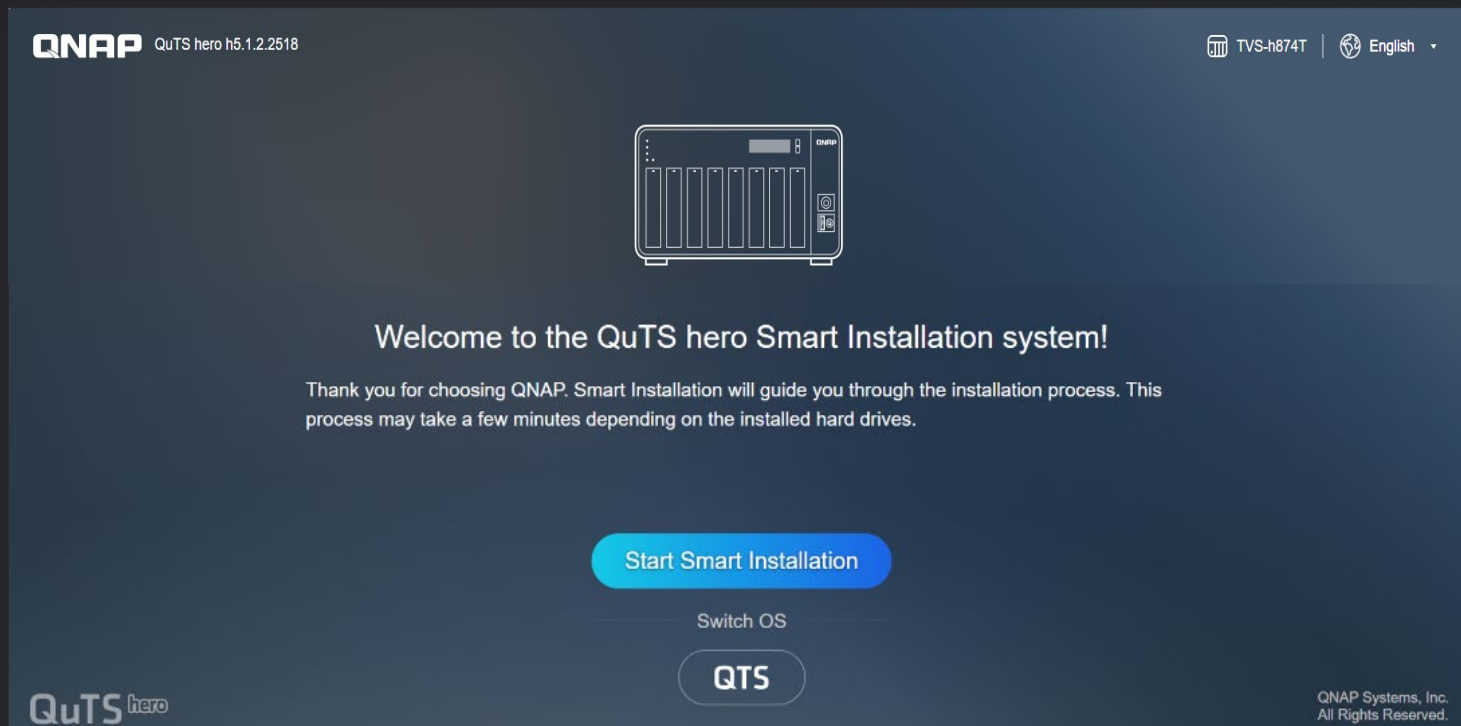 QNAP QuTS hero h5.1.2.2518
TVS-h874T English
QNAP
Welcome to the QuTS hero Smart Installation system!
Thank you for choosing QNAP. Smart Installation will guide you through the installation process. This
process may take a few minutes depending on the installed hard drives.
Start Smart Installation
Switch OS
QTS
QuTS hero
QNAP Systems, Inc.
All Rights Reserved.